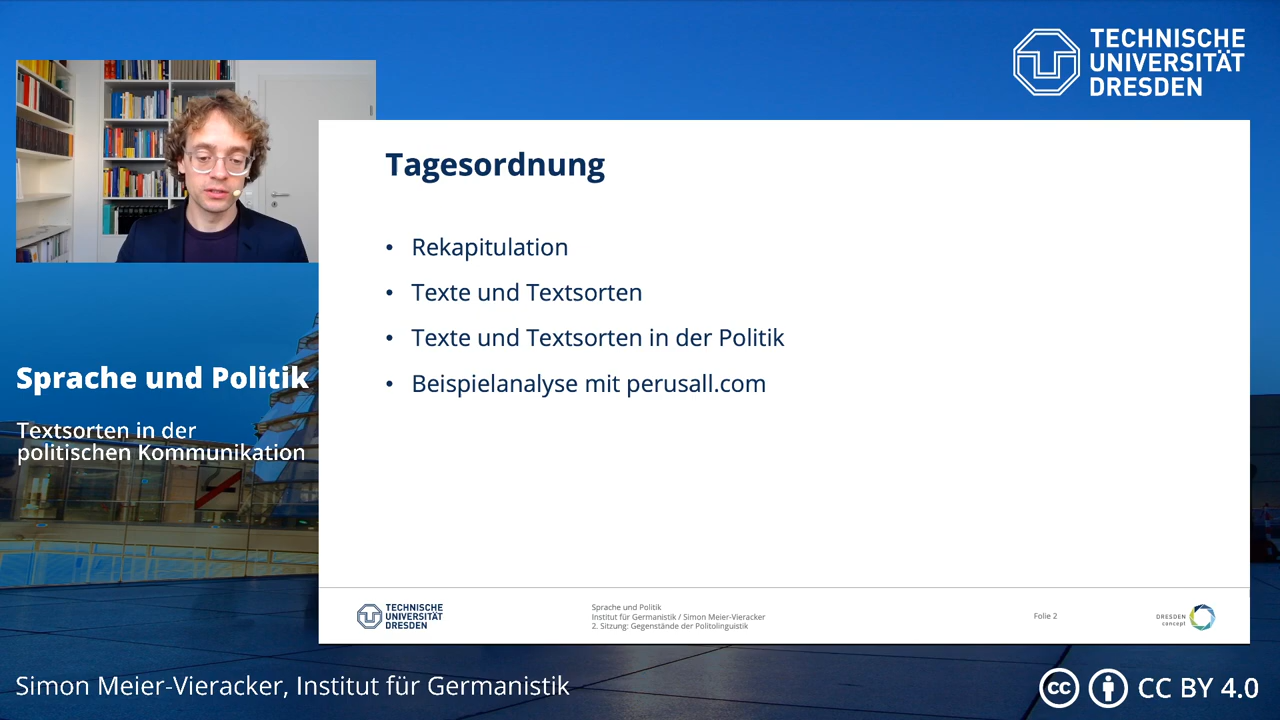 TECHNISCHE
UNIVERSITÄT
DRESDEN
Tagesordnung
• Rekapitulation
• Texte und Textsorten
• Texte und Textsorten in der Politik
• Beispielanalyse mit perusall.com
Sprache und Politik
Textsorten in der
politischen Kommunikation
TECHNISCHE
UNIVERSITÄT
DRESDEN
Sprache und Politik
Institut für Germanistik / Simon Meier-Vieracker
2. Sitzung: Gegenstände der Politolinguistik
Folie 2
DRESDEN
concept
Simon Meier-Vieracker, Institut für Germanistik
cc CC BY 4.0